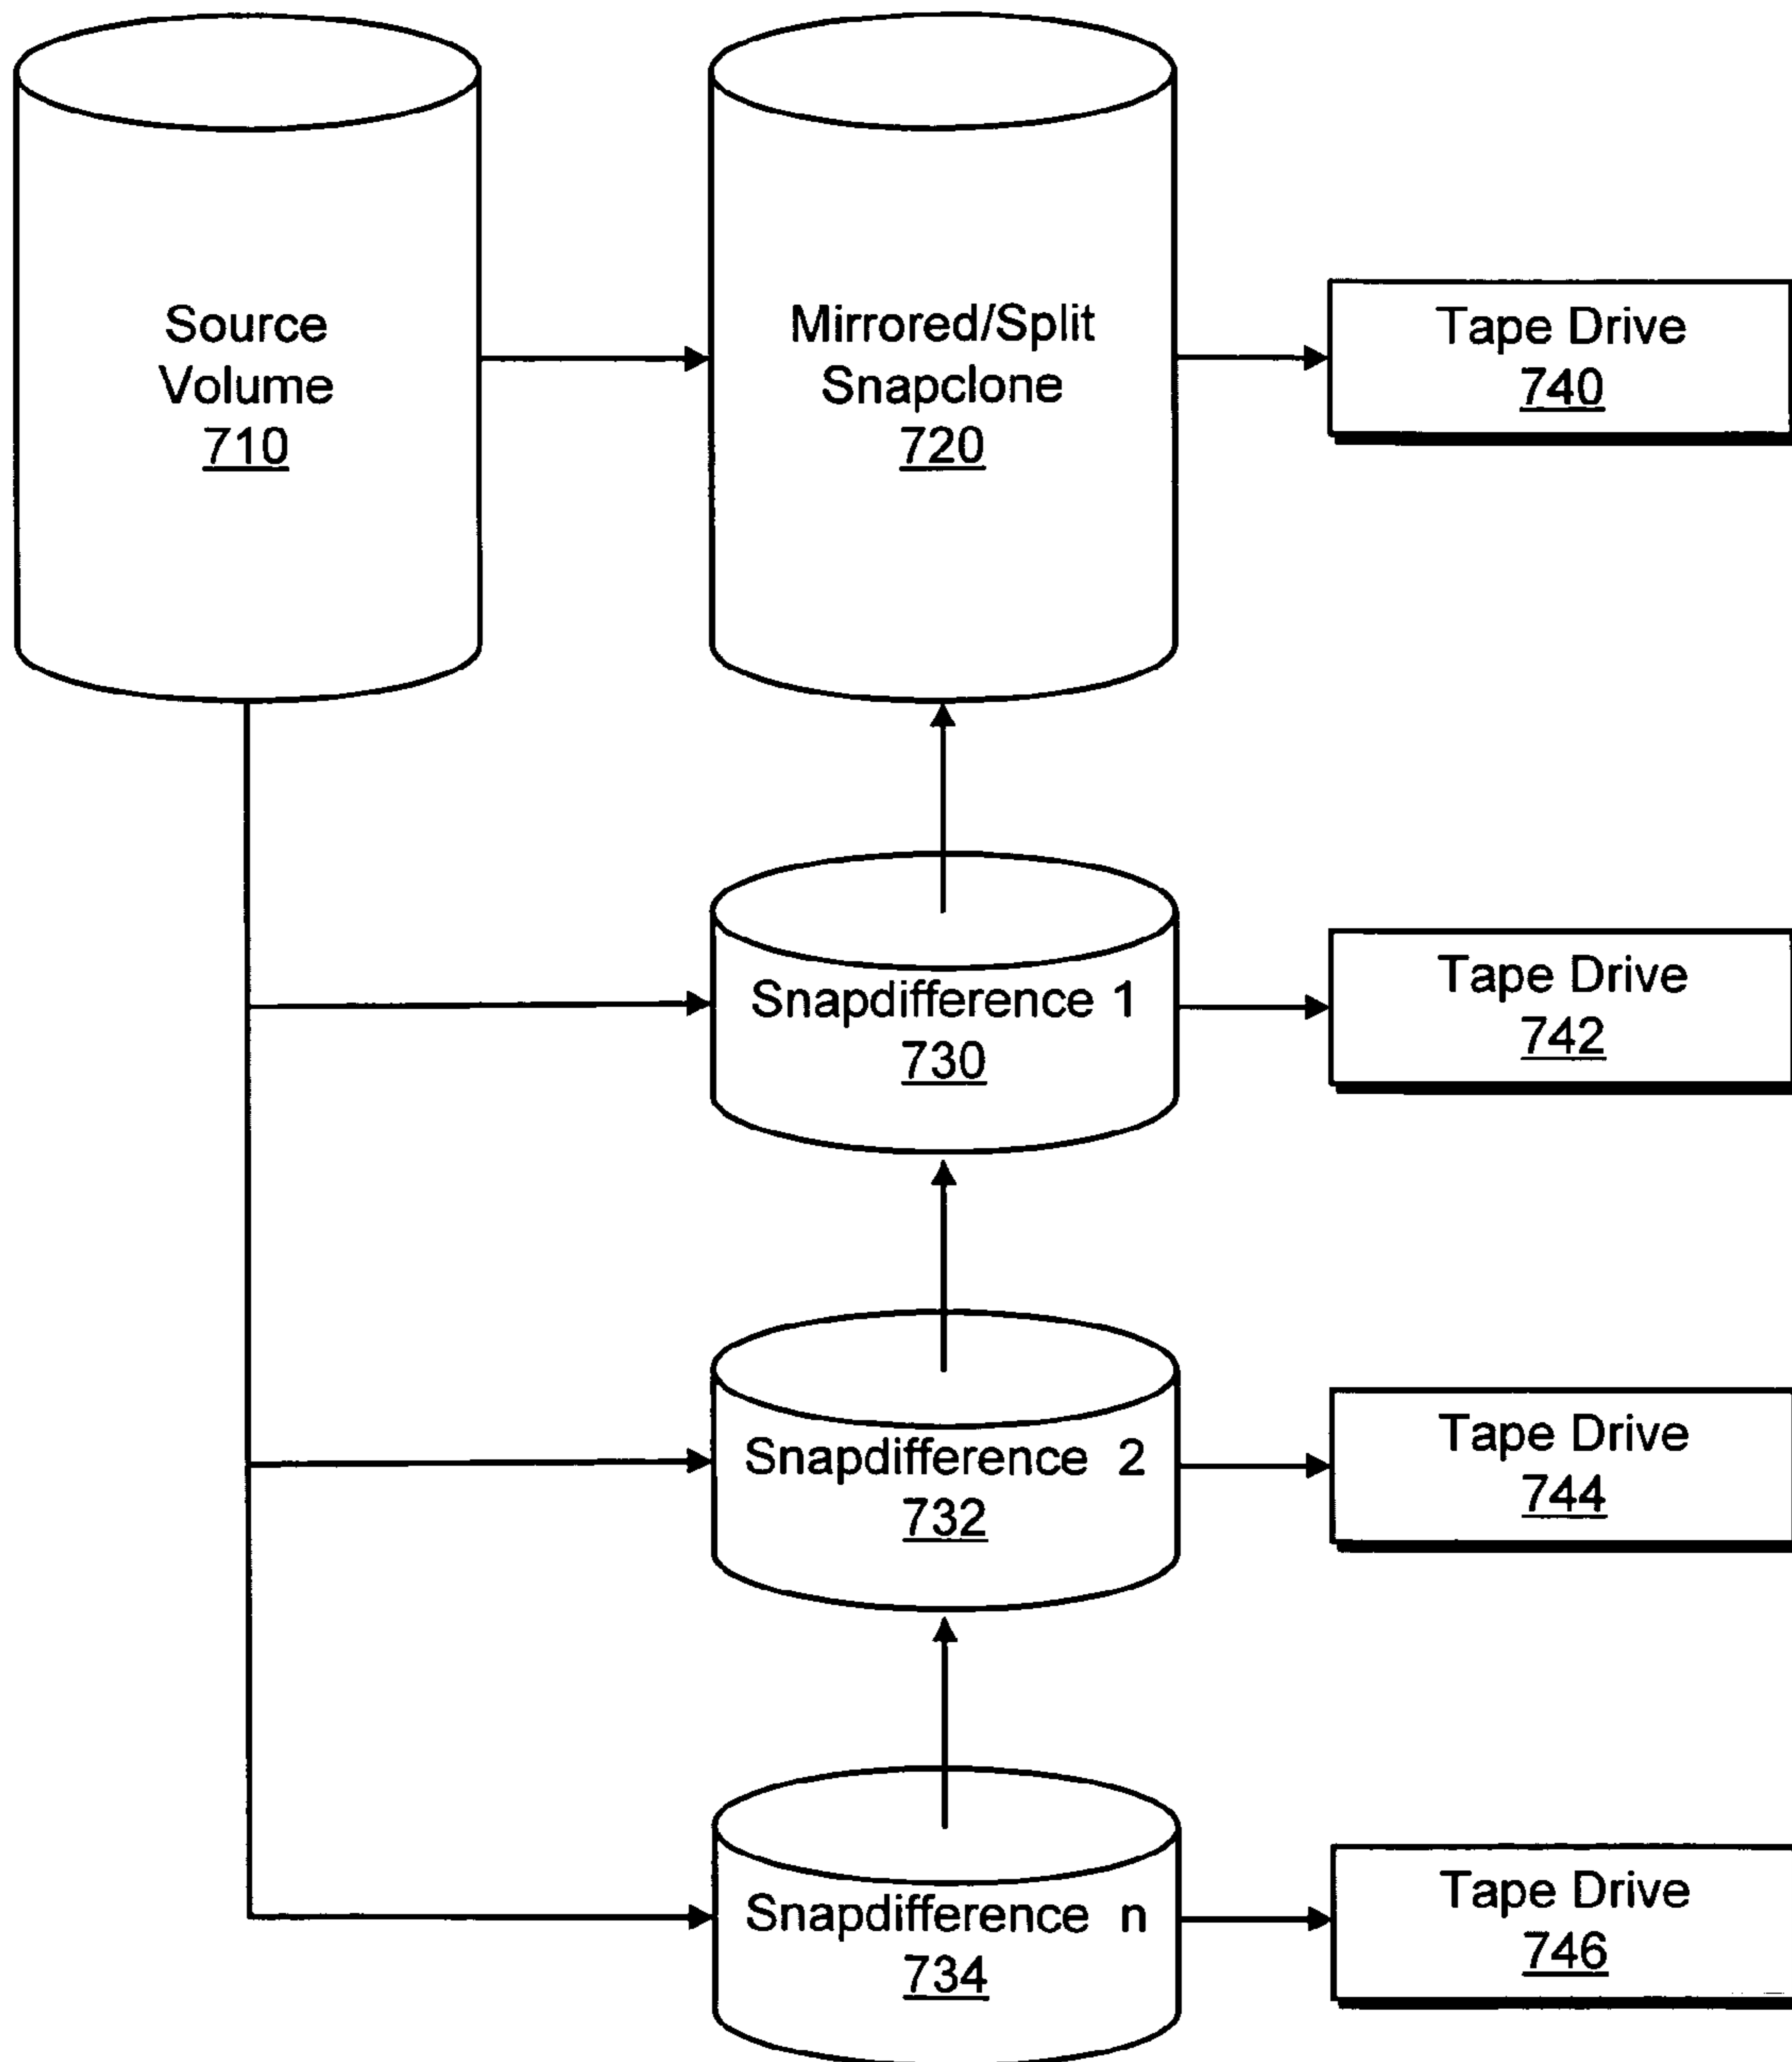 Source
Volume
710
Mirrored/Split
Snapclone
720
Tape Drive
740
Snapdifference 1
730
Tape Drive
742
Snapdifference 2
732
Tape Drive
744
Snapdifference n
734
Tape Drive
746